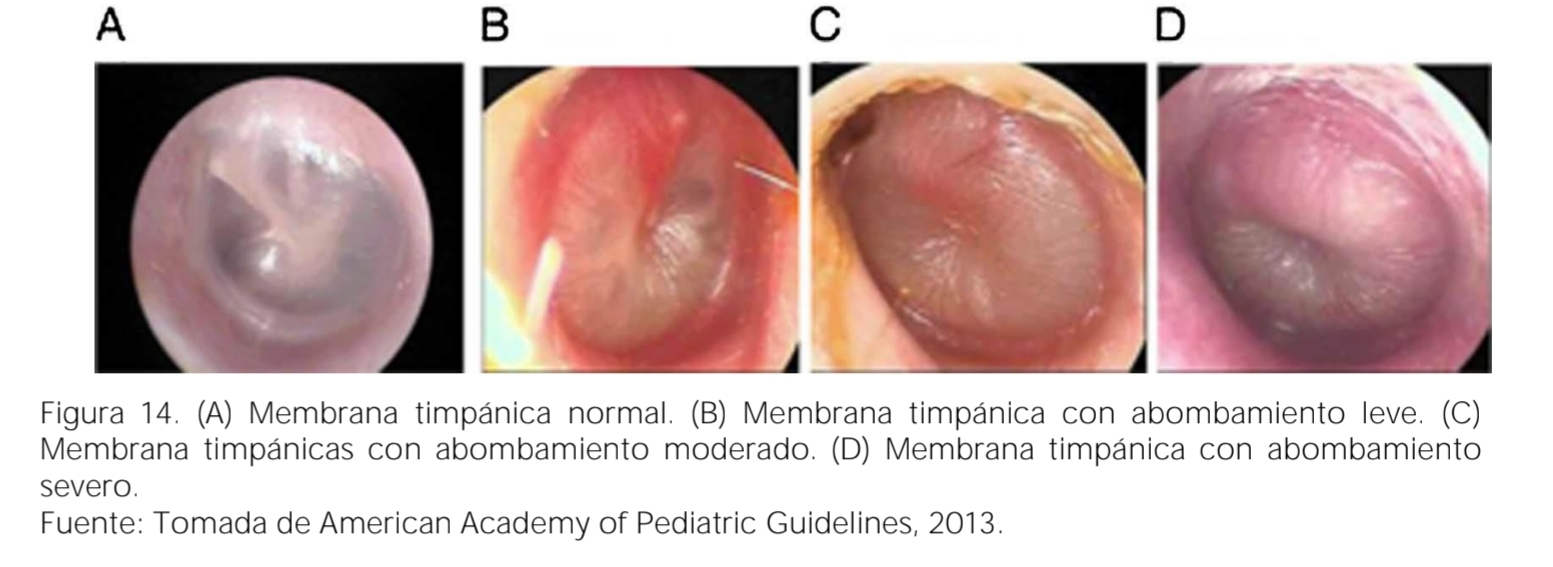 A B C D
Figura 14. (A) Membrana timpánica normal. (B) Membrana timpánica con abombamiento leve. (C)
Membrana timpánicas con abombamiento moderado. (D) Membrana timpánica con abombamiento
severo.
Fuente: Tomada de American Academy of Pediatric Guidelines, 2013.